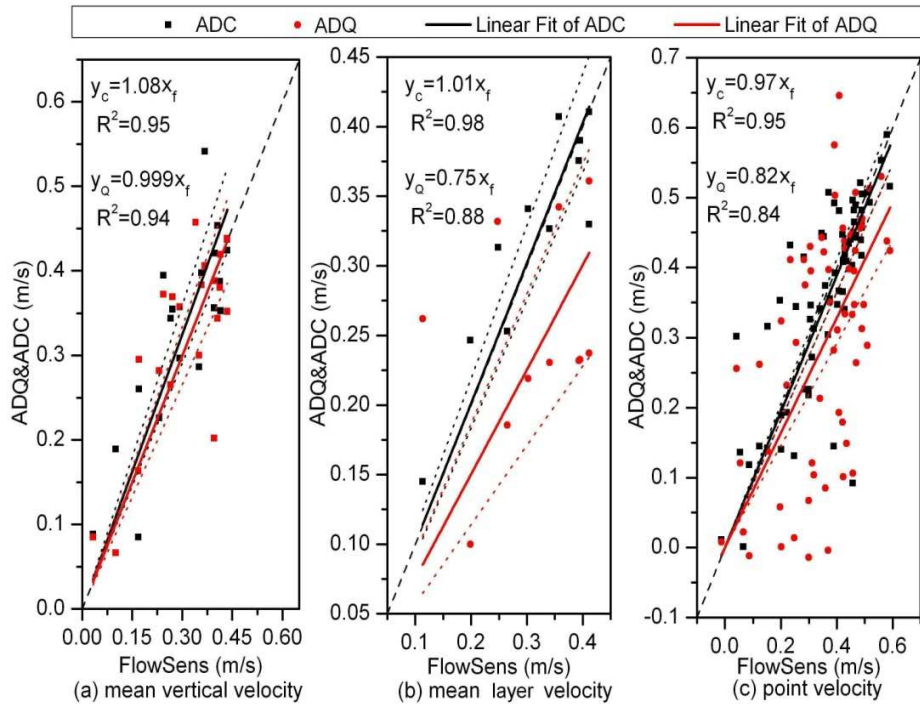 ADC ADQ Linear Fit of ADC Linear Fit of ADQ
ADQ&ADC (m/s)
0.6
0.5
0.4
0.3
0.2
0.1
0.0
y_c=1.08x_f
R²=0.95
y_Q=0.999x_f
R²=0.94
0.00 0.15 0.30 0.45 0.60
FlowSens (m/s)
(a) mean vertical velocity
ADQ&ADC (m/s)
0.45
0.40
0.35
0.30
0.25
0.20
0.15
0.10
0.05
y_c=1.01x_f
R²=0.98
y_Q=0.75x_f
R²=0.88
0.1 0.2 0.3 0.4
FlowSens (m/s)
(b) mean layer velocity
ADQ&ADC (m/s)
0.7
0.6
0.5
0.4
0.3
0.2
0.1
0.0
-0.1
y_c=0.97x_f
R²=0.95
y_Q=0.82x_f
R²=0.84
0.0 0.2 0.4 0.6
FlowSens (m/s)
(c) point velocity